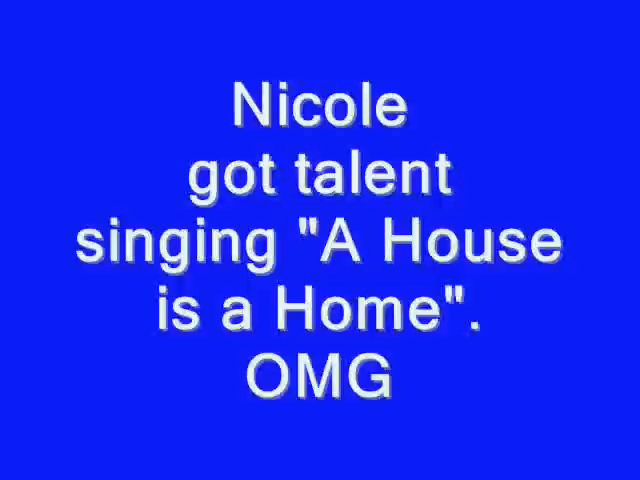 Nicole
got talent
singing "A House
is a Home".
OMG